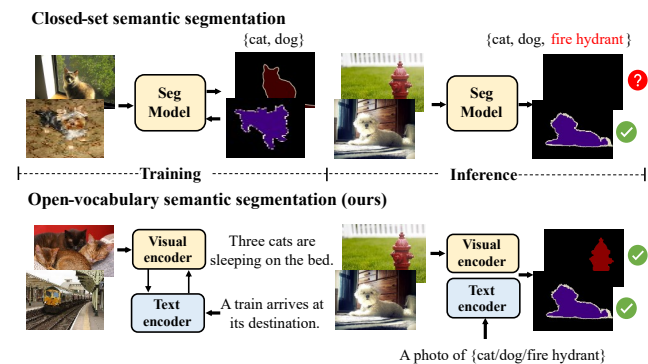 Closed-set semantic segmentation
{cat, dog}
{cat, dog, fire hydrant}
Seg
Model
Seg
Model
?
Training
Inference
Open-vocabulary semantic segmentation (ours)
Visual
encoder
Three cats are
sleeping on the bed.
Text
encoder
A train arrives at
its destination.
Visual
encoder
Text
encoder
A photo of {cat/dog/fire hydrant}